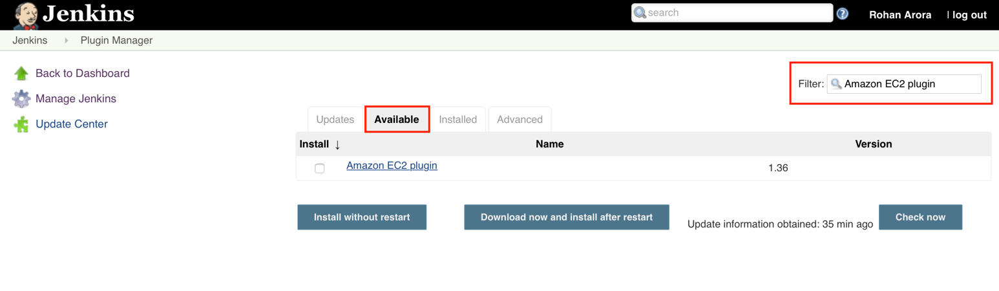 Jenkins
search
? Rohan Arora | log out
Jenkins Plugin Manager
Back to Dashboard
Manage Jenkins
Update Center
Filter: Amazon EC2 plugin
Updates Available Installed Advanced
Install ↓ Name Version
Amazon EC2 plugin 1.36
Install without restart Download now and install after restart Update information obtained: 35 min ago Check now